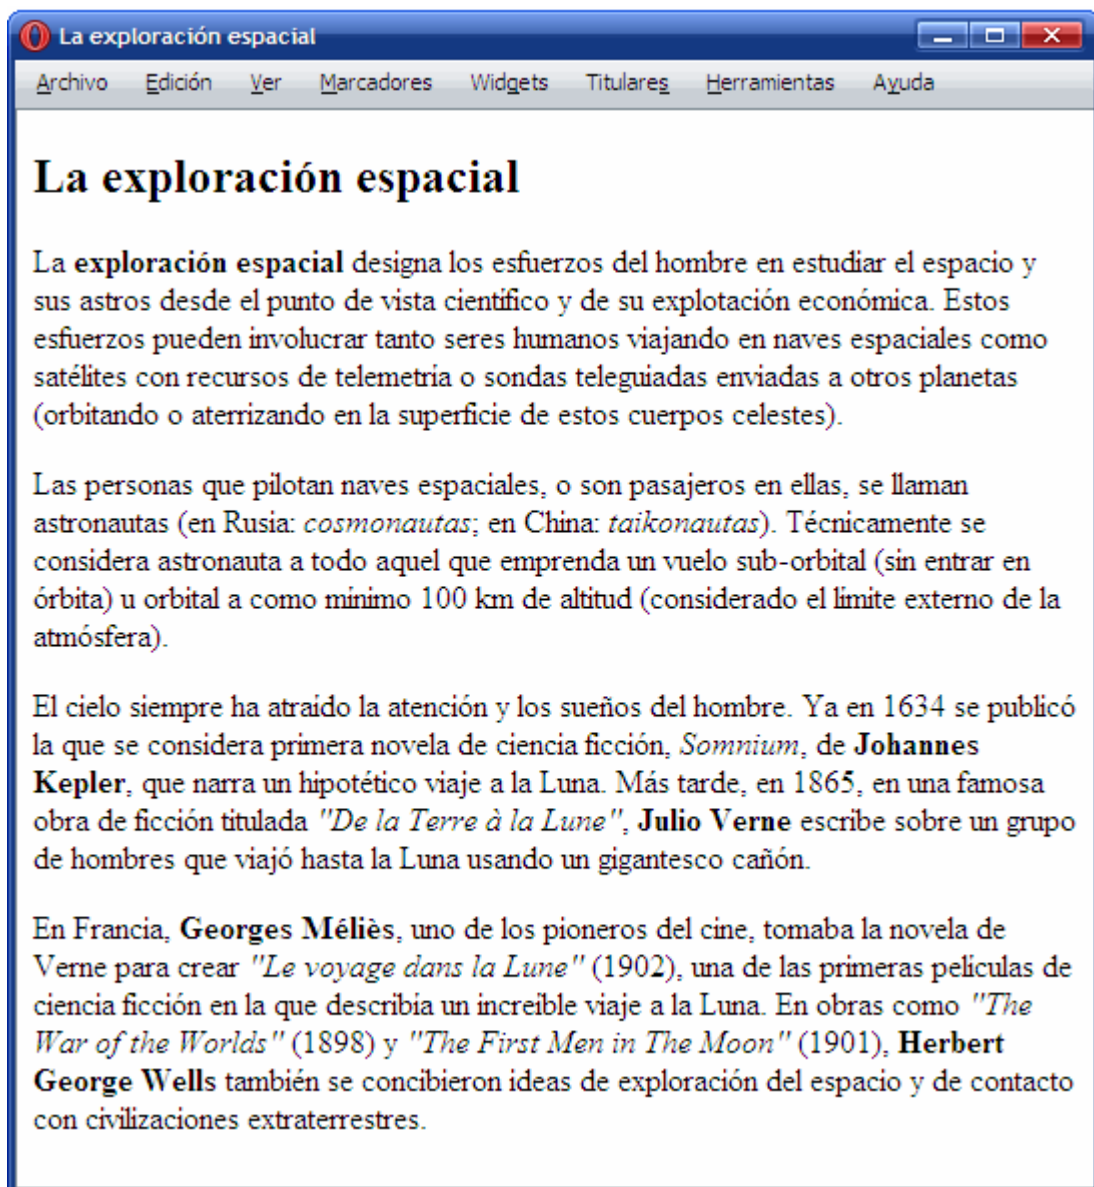 La exploración espacial
Archivo Edición Ver Marcadores Widgets Titulares Herramientas Ayuda
La exploración espacial
La exploración espacial designa los esfuerzos del hombre en estudiar el espacio y
sus astros desde el punto de vista científico y de su explotación económica. Estos
esfuerzos pueden involucrar tanto seres humanos viajando en naves espaciales como
satélites con recursos de telemetría o sondas teleguiadas enviadas a otros planetas
(orbitando o aterrizando en la superficie de estos cuerpos celestes).
Las personas que pilotan naves espaciales, o son pasajeros en ellas, se llaman
astronautas (en Rusia: cosmonautas; en China: taikonautas). Técnicamente se
considera astronauta a todo aquel que emprenda un vuelo sub-orbital (sin entrar en
órbita) u orbital a como mínimo 100 km de altitud (considerado el límite externo de la
atmósfera).
El cielo siempre ha atraído la atención y los sueños del hombre. Ya en 1634 se publicó
la que se considera primera novela de ciencia ficción, Somnium, de Johannes
Kepler, que narra un hipotético viaje a la Luna. Más tarde, en 1865, en una famosa
obra de ficción titulada "De la Terre à la Lune", Julio Verne escribe sobre un grupo
de hombres que viajó hasta la Luna usando un gigantesco cañón.
En Francia, Georges Méliès, uno de los pioneros del cine, tomaba la novela de
Verne para crear "Le voyage dans la Lune" (1902), una de las primeras películas de
ciencia ficción en la que describía un increíble viaje a la Luna. En obras como "The
War of the Worlds" (1898) y "The First Men in The Moon" (1901), Herbert
George Wells también se concibieron ideas de exploración del espacio y de contacto
con civilizaciones extraterrestres.